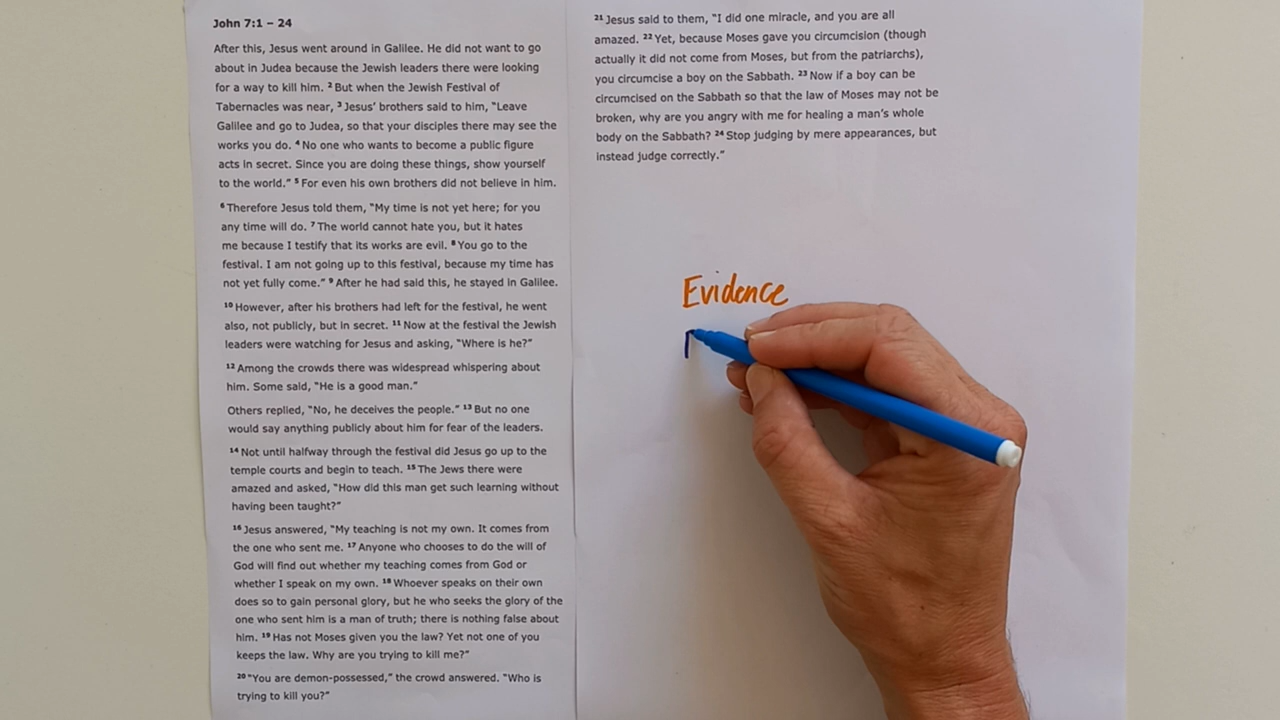 John 7:1 – 24
After this, Jesus went around in Galilee. He did not want to go
about in Judea because the Jewish leaders there were looking
for a way to kill him. ² But when the Jewish Festival of
Tabernacles was near, ³ Jesus’ brothers said to him, “Leave
Galilee and go to Judea, so that your disciples there may see the
works you do. ⁴ No one who wants to become a public figure
acts in secret. Since you are doing these things, show yourself
to the world.” ⁵ For even his own brothers did not believe in him.
⁶ Therefore Jesus told them, “My time is not yet here; for you
any time will do. ⁷ The world cannot hate you, but it hates
me because I testify that its works are evil. ⁸ You go to the
festival. I am not going up to this festival, because my time has
not yet fully come.” ⁹ After he had said this, he stayed in Galilee.
¹⁰ However, after his brothers had left for the festival, he went
also, not publicly, but in secret. ¹¹ Now at the festival the Jewish
leaders were watching for Jesus and asking, “Where is he?”
¹² Among the crowds there was widespread whispering about
him. Some said, “He is a good man.”
Others replied, “No, he deceives the people.” ¹³ But no one
would say anything publicly about him for fear of the leaders.
¹⁴ Not until halfway through the festival did Jesus go up to the
temple courts and begin to teach. ¹⁵ The Jews there were
amazed and asked, “How did this man get such learning without
having been taught?”
¹⁶ Jesus answered, “My teaching is not my own. It comes from
the one who sent me. ¹⁷ Anyone who chooses to do the will of
God will find out whether my teaching comes from God or
whether I speak on my own. ¹⁸ Whoever speaks on their own
does so to gain personal glory, but he who seeks the glory of the
one who sent him is a man of truth; there is nothing false about
him. ¹⁹ Has not Moses given you the law? Yet not one of you
keeps the law. Why are you trying to kill me?”
²⁰ “You are demon-possessed,” the crowd answered. “Who is
trying to kill you?”
²¹ Jesus said to them, “I did one miracle, and you are all
amazed. ²² Yet, because Moses gave you circumcision (though
actually it did not come from Moses, but from the patriarchs),
you circumcise a boy on the Sabbath. ²³ Now if a boy can be
circumcised on the Sabbath so that the law of Moses may not be
broken, why are you angry with me for healing a man’s whole
body on the Sabbath? ²⁴ Stop judging by mere appearances, but
instead judge correctly.”
Evidence